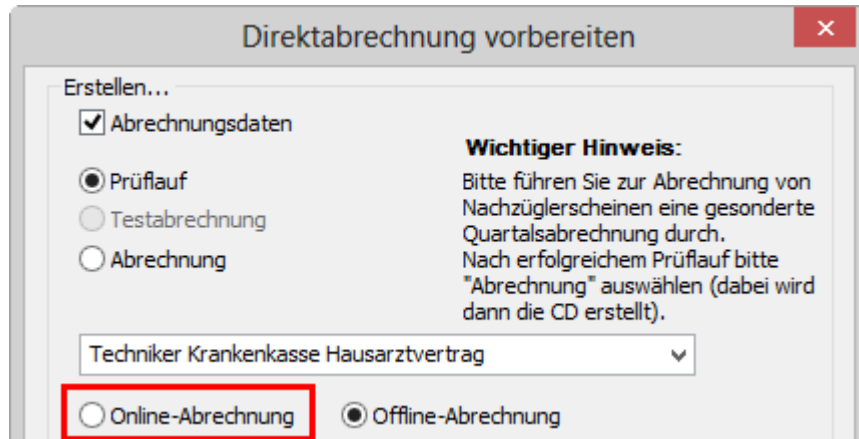 Direktabrechnung vorbereiten
Erstellen...
Abrechnungsdaten
Prüflauf
Testabrechnung
Abrechnung
Wichtiger Hinweis:
Bitte führen Sie zur Abrechnung von
Nachzüglerscheinen eine gesonderte
Quartalsabrechnung durch.
Nach erfolgreichem Prüflauf bitte
"Abrechnung" auswählen (dabei wird
dann die CD erstellt).
Techniker Krankenkasse Hausarztvertrag
Online-Abrechnung Offline-Abrechnung